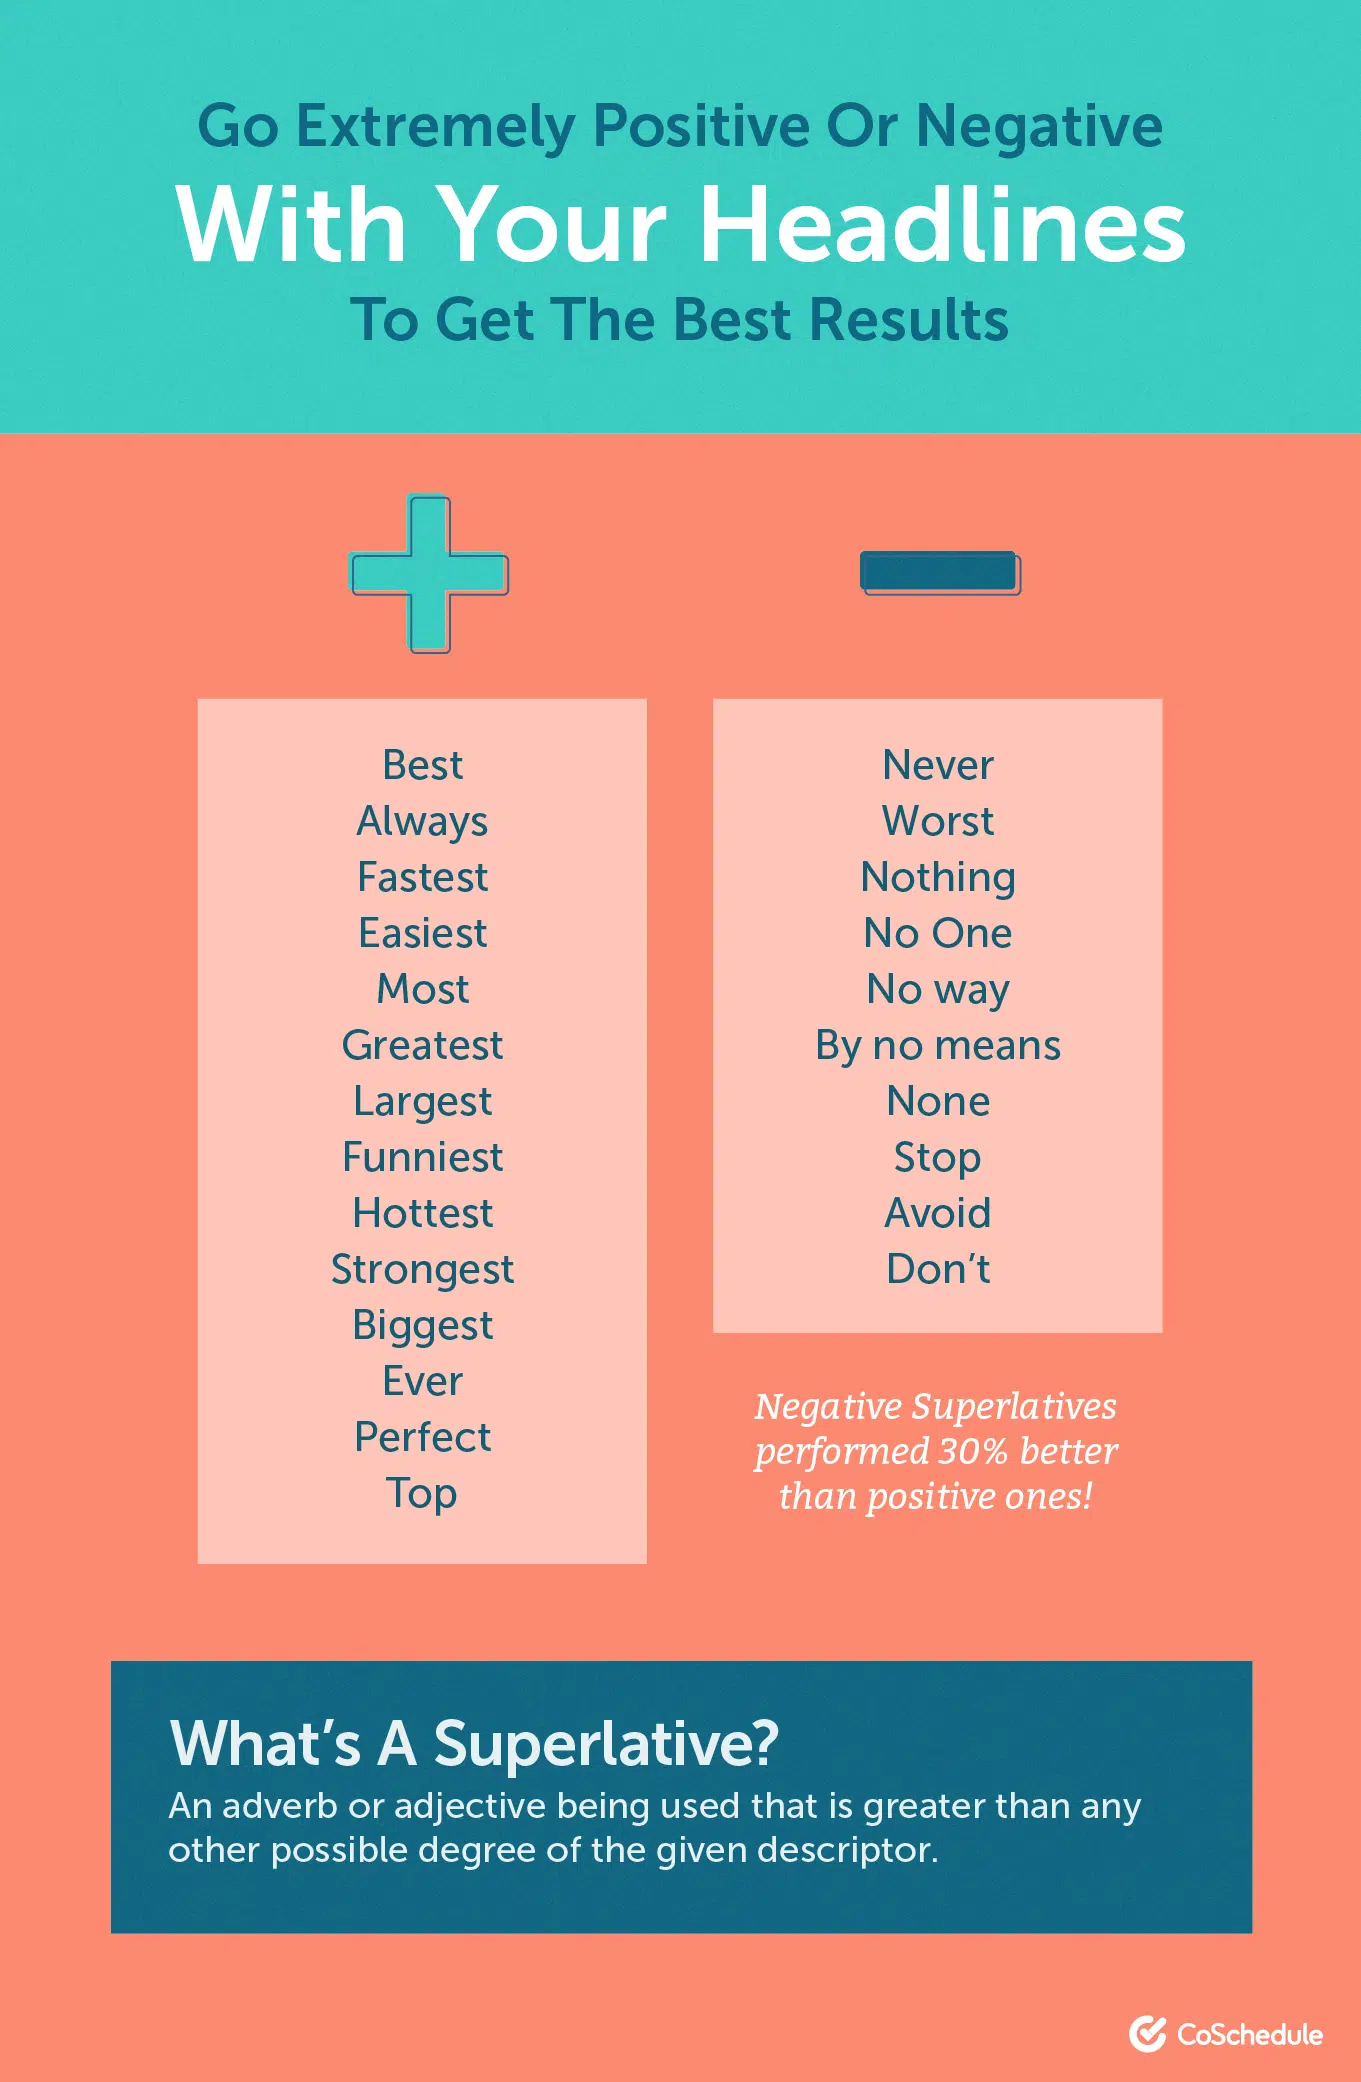 Go Extremely Positive Or Negative
With Your Headlines
To Get The Best Results
Best
Always
Fastest
Easiest
Most
Greatest
Largest
Funniest
Hottest
Strongest
Biggest
Ever
Perfect
Top
Never
Worst
Nothing
No One
No way
By no means
None
Stop
Avoid
Don’t
Negative Superlatives
performed 30% better
than positive ones!
What’s A Superlative?
An adverb or adjective being used that is greater than any
other possible degree of the given descriptor.
CoSchedule